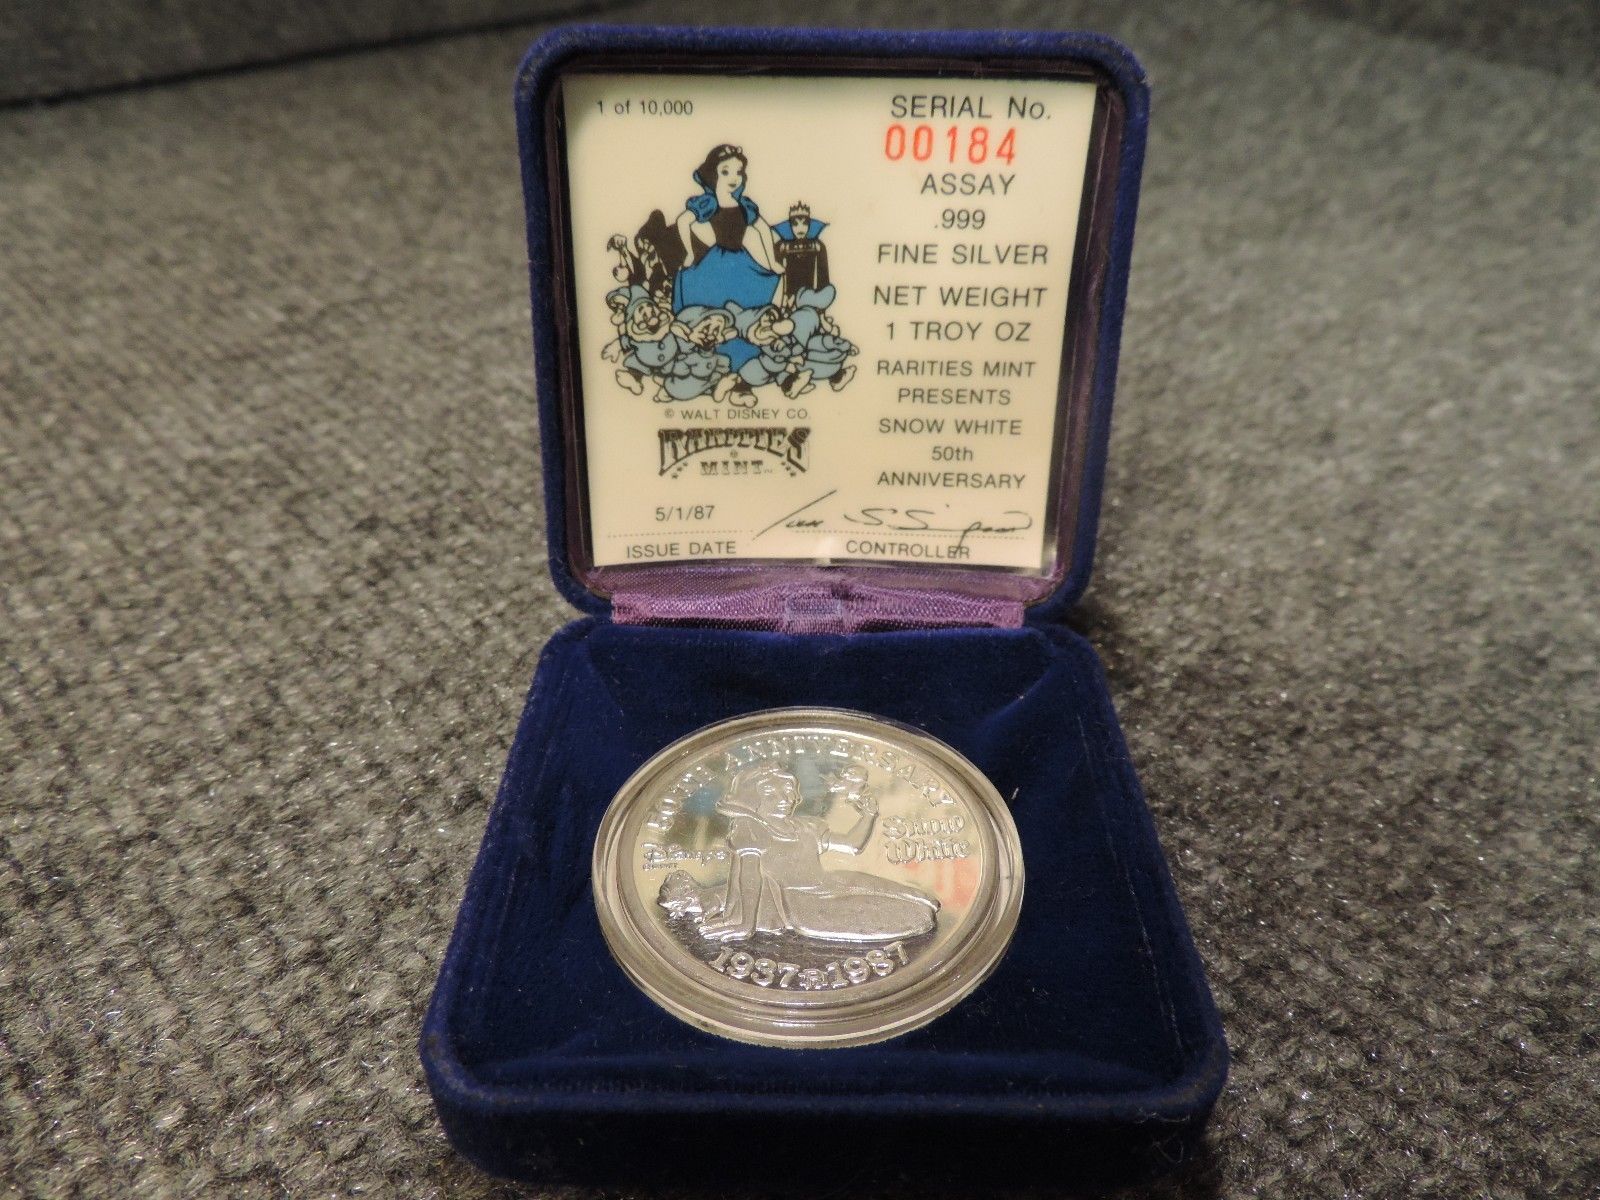 1 of 10,000
SERIAL No.
00184
ASSAY
.999
FINE SILVER
NET WEIGHT
1 TROY OZ
RARITIES MINT
PRESENTS
SNOW WHITE
50th
ANNIVERSARY
© WALT DISNEY CO.
RARITIES
MINT
5/1/87
ISSUE DATE
CONTROLLER
50TH ANNIVERSARY
Disney's
Snow
White
1937 1987